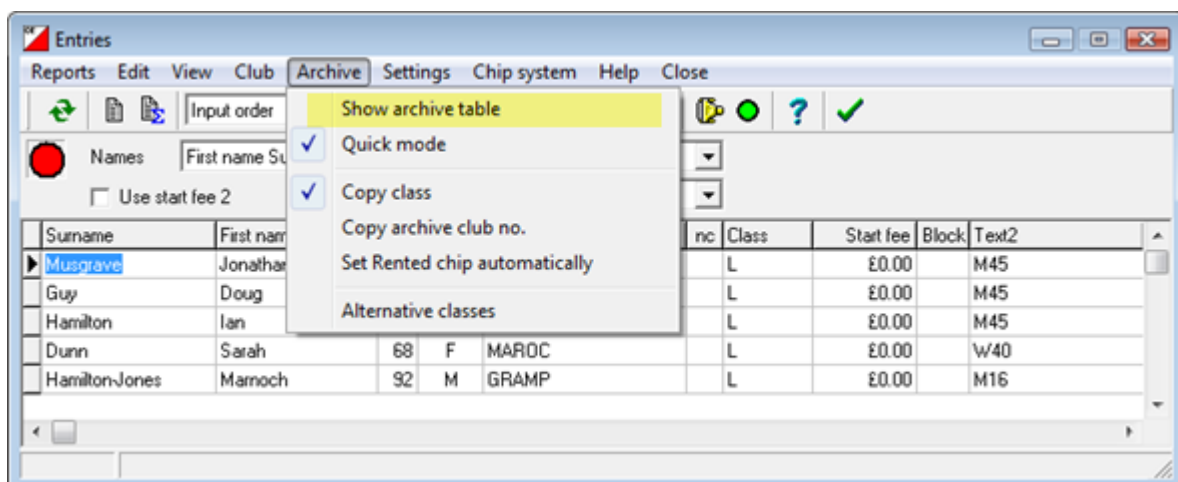 Entries
Reports Edit View Club Archive Settings Chip system Help Close
Input order
Show archive table
Names First name Su
Quick mode
Use start fee 2
Copy class
Copy archive club no.
Set Rented chip automatically
Alternative classes
Surname First nam nc Class Start fee Block Text2
Musgrave Jonathan L £0.00 M45
Guy Doug L £0.00 M45
Hamilton Ian L £0.00 M45
Dunn Sarah 68 F MAROC L £0.00 W40
Hamilton-Jones Marnoch 92 M GRAMP L £0.00 M16